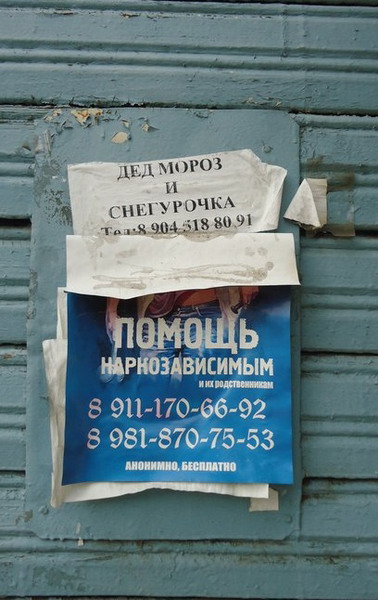 ДЕД МОРОЗ
И
СНЕГУРОЧКА
Тел:8 904 518 80 91
ПОМОЩЬ
НАРКОЗАВИСИМЫМ
и их родственникам
8 911-170-66-92
8 981-870-75-53
АНОНИМНО, БЕСПЛАТНО